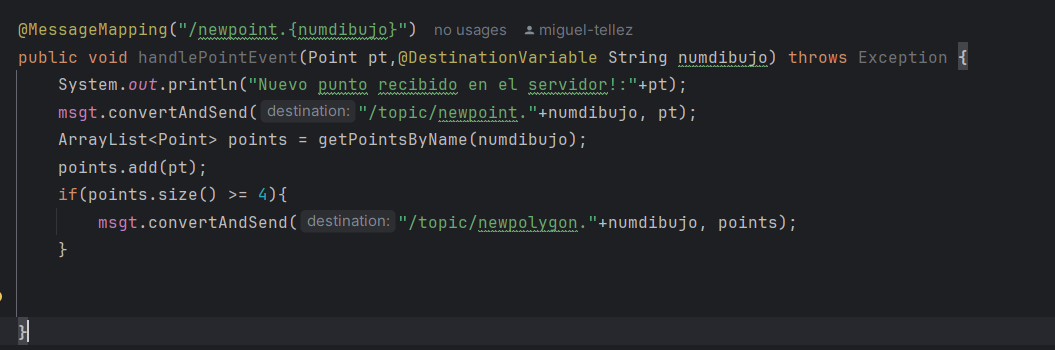 @MessageMapping("/newpoint.{numdibujo}") no usages miguel-tellez
public void handlePointEvent(Point pt,@DestinationVariable String numdibujo) throws Exception {
System.out.println("Nuevo punto recibido en el servidor!:"+pt);
msgt.convertAndSend( destination: "/topic/newpoint."+numdibujo, pt);
ArrayList<Point> points = getPointsByName(numdibujo);
points.add(pt);
if(points.size() >= 4){
msgt.convertAndSend( destination: "/topic/newpolygon."+numdibujo, points);
}
}